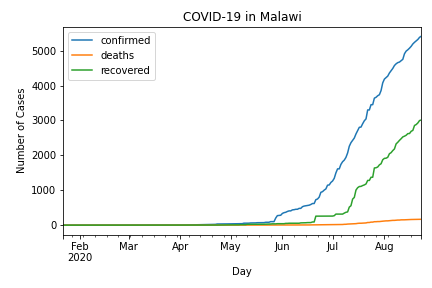 COVID-19 in Malawi
confirmed
deaths
recovered
Number of Cases
5000
4000
3000
2000
1000
0
Feb Mar Apr May Jun Jul Aug
2020
Day